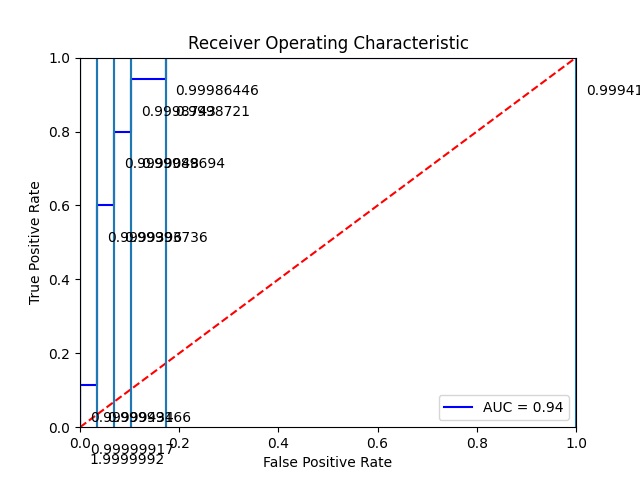 Receiver Operating Characteristic
1.0
0.99986446
0.99941
0.8
0.6
0.4
0.2
0.0
True Positive Rate
AUC = 0.94
0.0 0.2 0.4 0.6 0.8 1.0
0.99999917
1.9999992
False Positive Rate